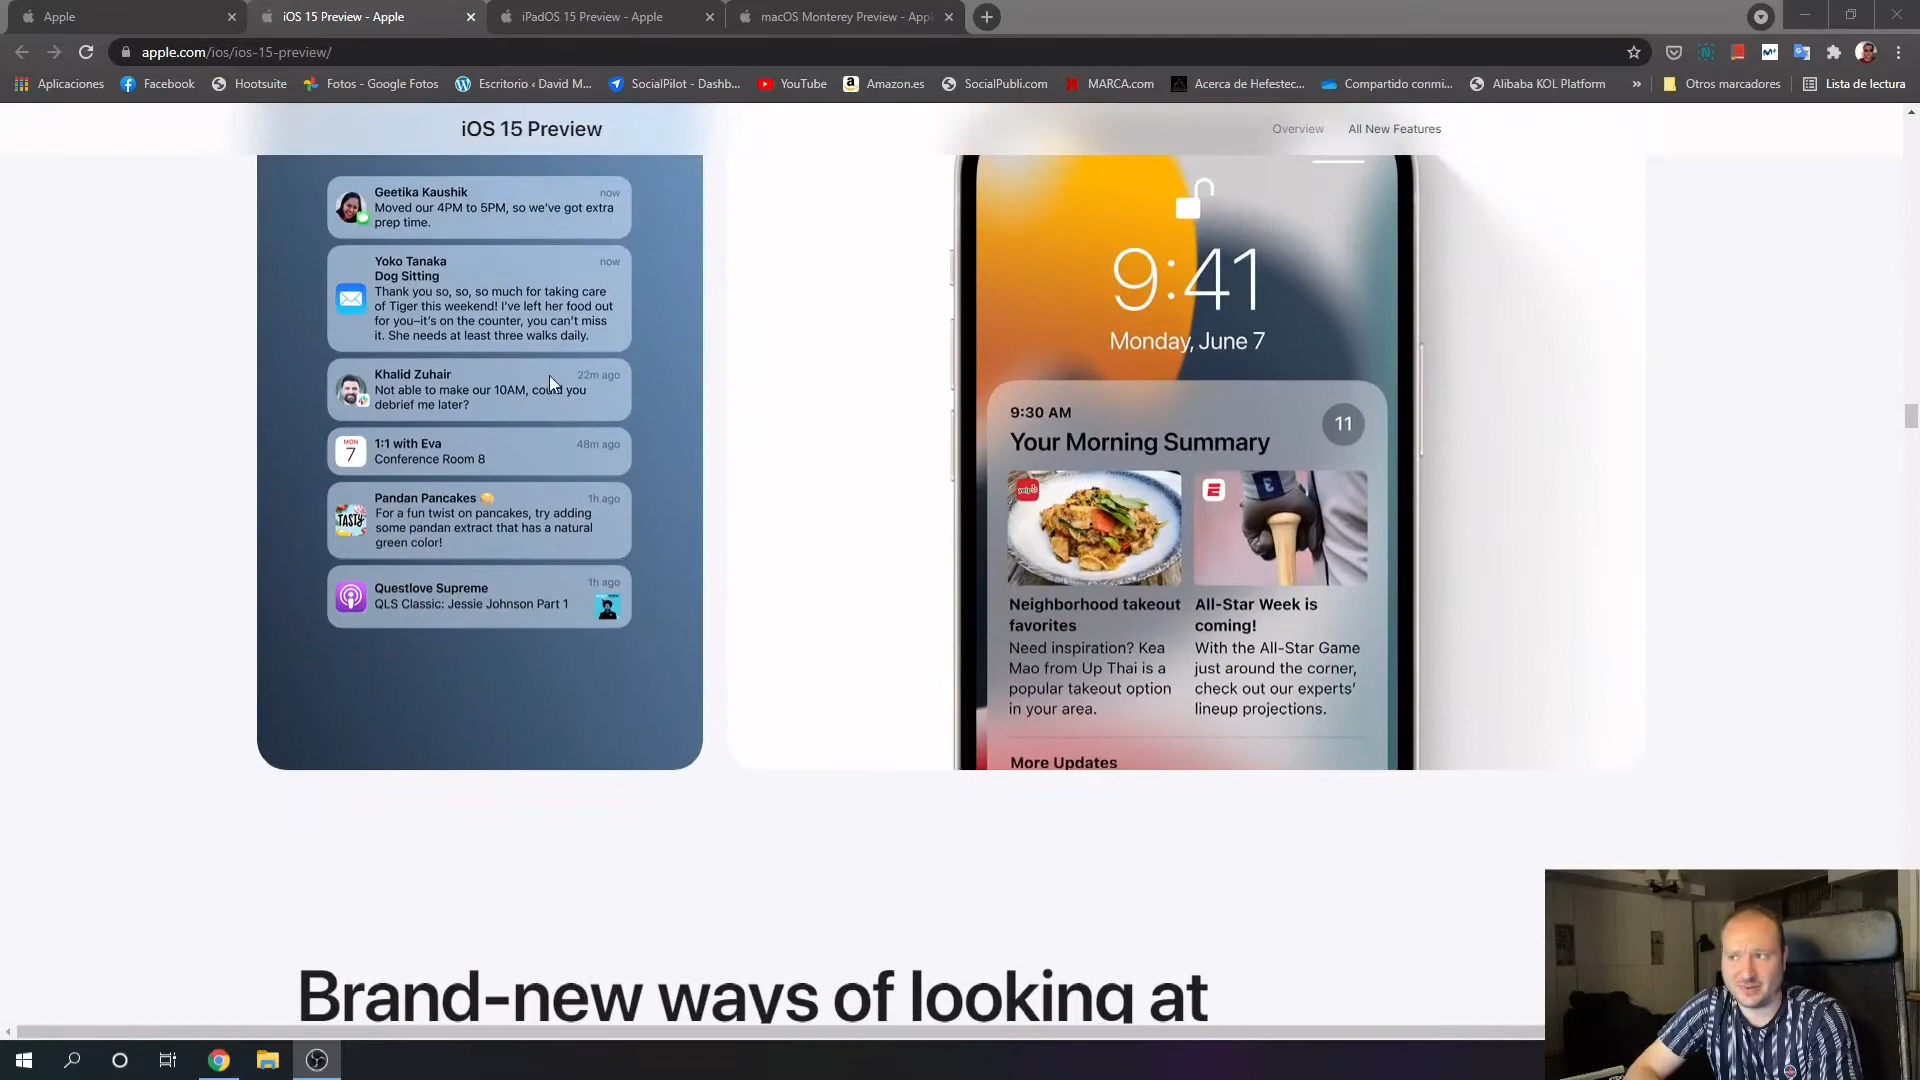 Apple
iOS 15 Preview - Apple
iPadOS 15 Preview - Apple
macOS Monterey Preview - Appl
apple.com/ios/ios-15-preview/
Aplicaciones
Facebook
Hootsuite
Fotos - Google Fotos
Escritorio ‹ David M...
SocialPilot - Dashb...
YouTube
Amazon.es
SocialPubli.com
MARCA.com
Acerca de Hefestec...
Compartido conmi...
Alibaba KOL Platform
»
Otros marcadores
Lista de lectura
iOS 15 Preview
Overview
All New Features
Geetika Kaushik
now
Moved our 4PM to 5PM, so we've got extra
prep time.
Yoko Tanaka
now
Dog Sitting
Thank you so, so, so much for taking care
of Tiger this weekend! I've left her food out
for you–it's on the counter, you can't miss
it. She needs at least three walks daily.
Khalid Zuhair
22m ago
Not able to make our 10AM, could you
debrief me later?
MON
7
1:1 with Eva
48m ago
Conference Room 8
TASTY
Pandan Pancakes
1h ago
For a fun twist on pancakes, try adding
some pandan extract that has a natural
green color!
Questlove Supreme
1h ago
QLS Classic: Jessie Johnson Part 1
9:41
Monday, June 7
9:30 AM
Your Morning Summary
11
yelp
E
Neighborhood takeout
favorites
Need inspiration? Kea
Mao from Up Thai is a
popular takeout option
in your area.
All-Star Week is
coming!
With the All-Star Game
just around the corner,
check out our experts'
lineup projections.
More Updates
Brand-new ways of looking at